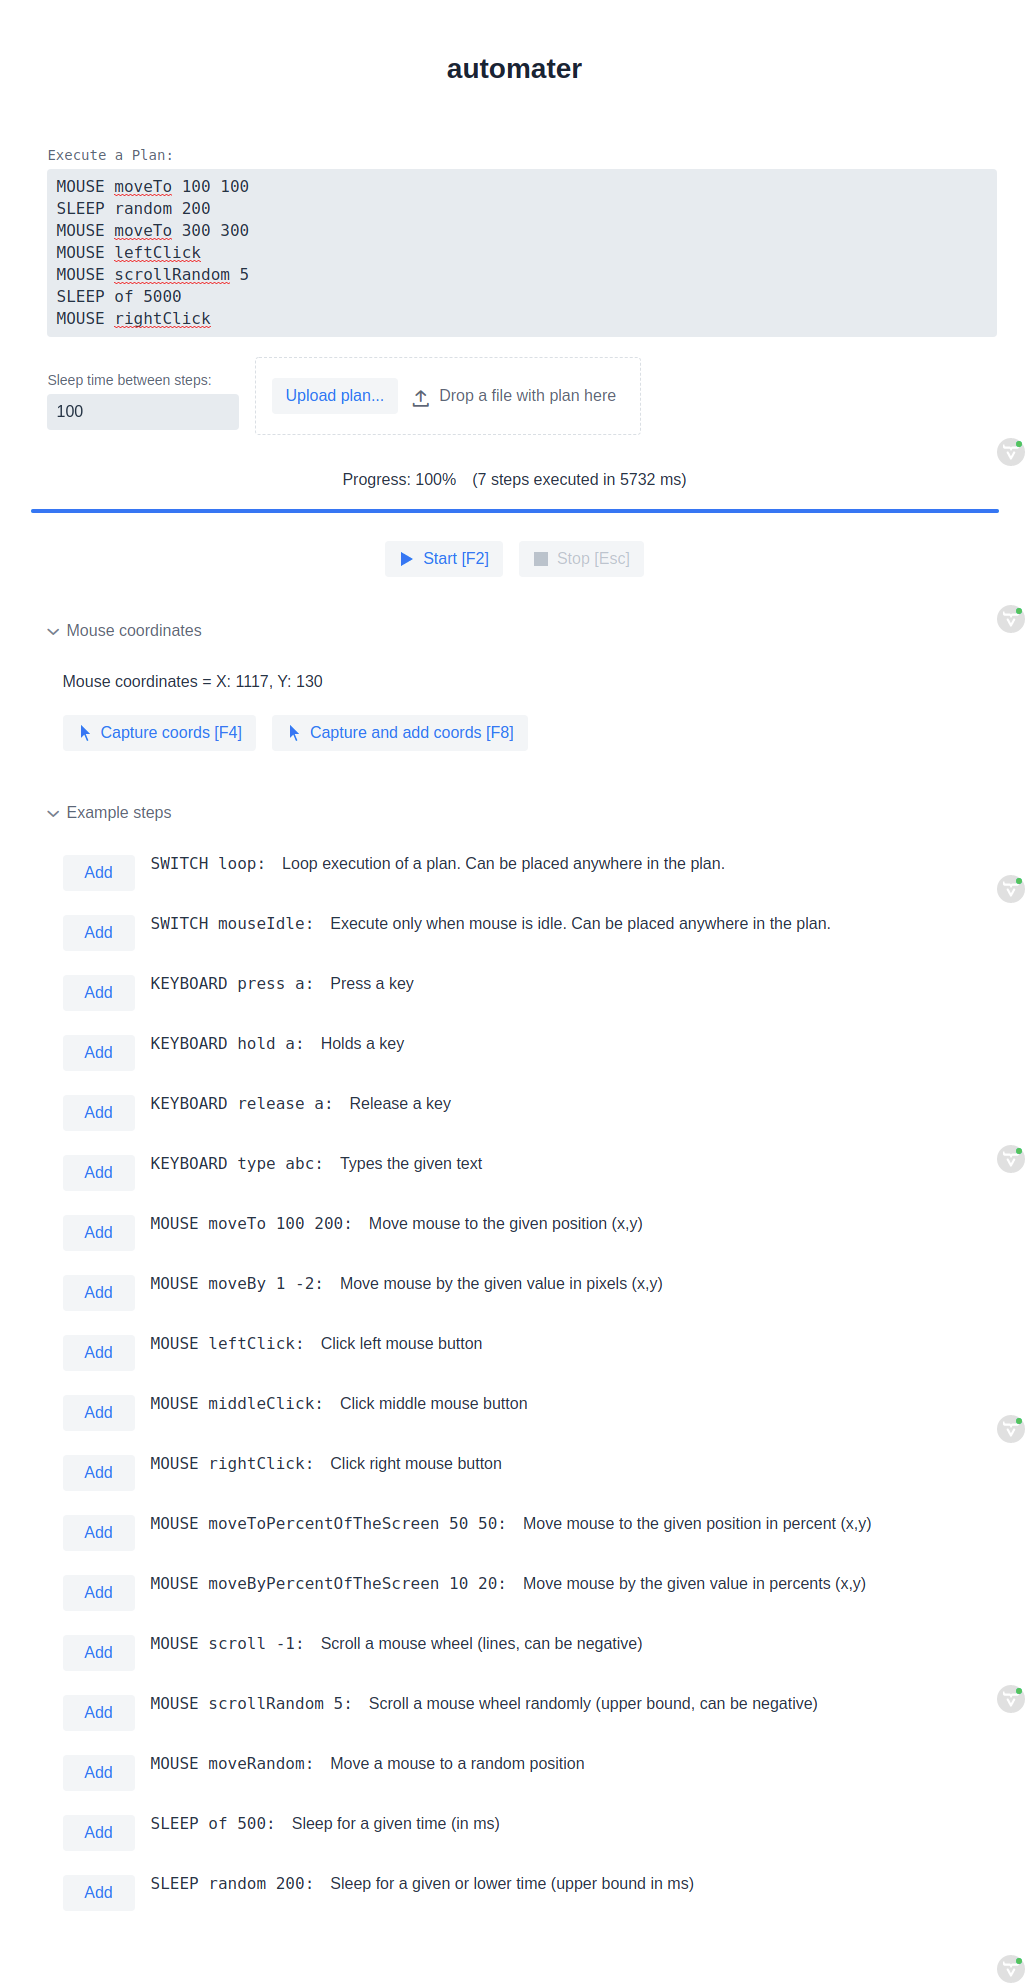 automater
Execute a Plan:
MOUSE moveTo 100 100
SLEEP random 200
MOUSE moveTo 300 300
MOUSE leftClick
MOUSE scrollRandom 5
SLEEP of 5000
MOUSE rightClick
Sleep time between steps:
100
Upload plan...
Drop a file with plan here
Progress: 100% (7 steps executed in 5732 ms)
Start [F2]
Stop [Esc]
Mouse coordinates
Mouse coordinates = X: 1117, Y: 130
Capture coords [F4]
Capture and add coords [F8]
Example steps
Add SWITCH loop: Loop execution of a plan. Can be placed anywhere in the plan.
Add SWITCH mouseIdle: Execute only when mouse is idle. Can be placed anywhere in the plan.
Add KEYBOARD press a: Press a key
Add KEYBOARD hold a: Holds a key
Add KEYBOARD release a: Release a key
Add KEYBOARD type abc: Types the given text
Add MOUSE moveTo 100 200: Move mouse to the given position (x,y)
Add MOUSE moveBy 1 -2: Move mouse by the given value in pixels (x,y)
Add MOUSE leftClick: Click left mouse button
Add MOUSE middleClick: Click middle mouse button
Add MOUSE rightClick: Click right mouse button
Add MOUSE moveToPercentOfTheScreen 50 50: Move mouse to the given position in percent (x,y)
Add MOUSE moveByPercentOfTheScreen 10 20: Move mouse by the given value in percents (x,y)
Add MOUSE scroll -1: Scroll a mouse wheel (lines, can be negative)
Add MOUSE scrollRandom 5: Scroll a mouse wheel randomly (upper bound, can be negative)
Add MOUSE moveRandom: Move a mouse to a random position
Add SLEEP of 500: Sleep for a given time (in ms)
Add SLEEP random 200: Sleep for a given or lower time (upper bound in ms)